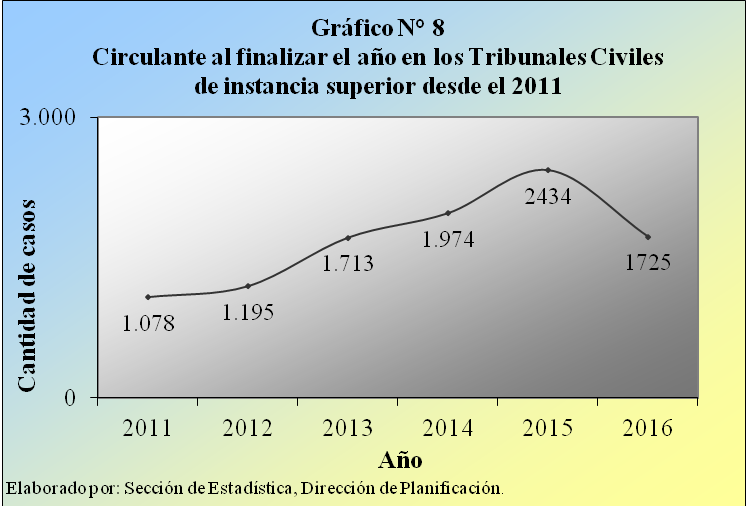 Gráfico N° 8
Circulante al finalizar el año en los Tribunales Civiles
de instancia superior desde el 2011
3.000
2434
1.974
1.713
1725
1.195
1.078
Cantidad de casos
0
2011 2012 2013 2014 2015 2016
Año
Elaborado por: Sección de Estadística, Dirección de Planificación.